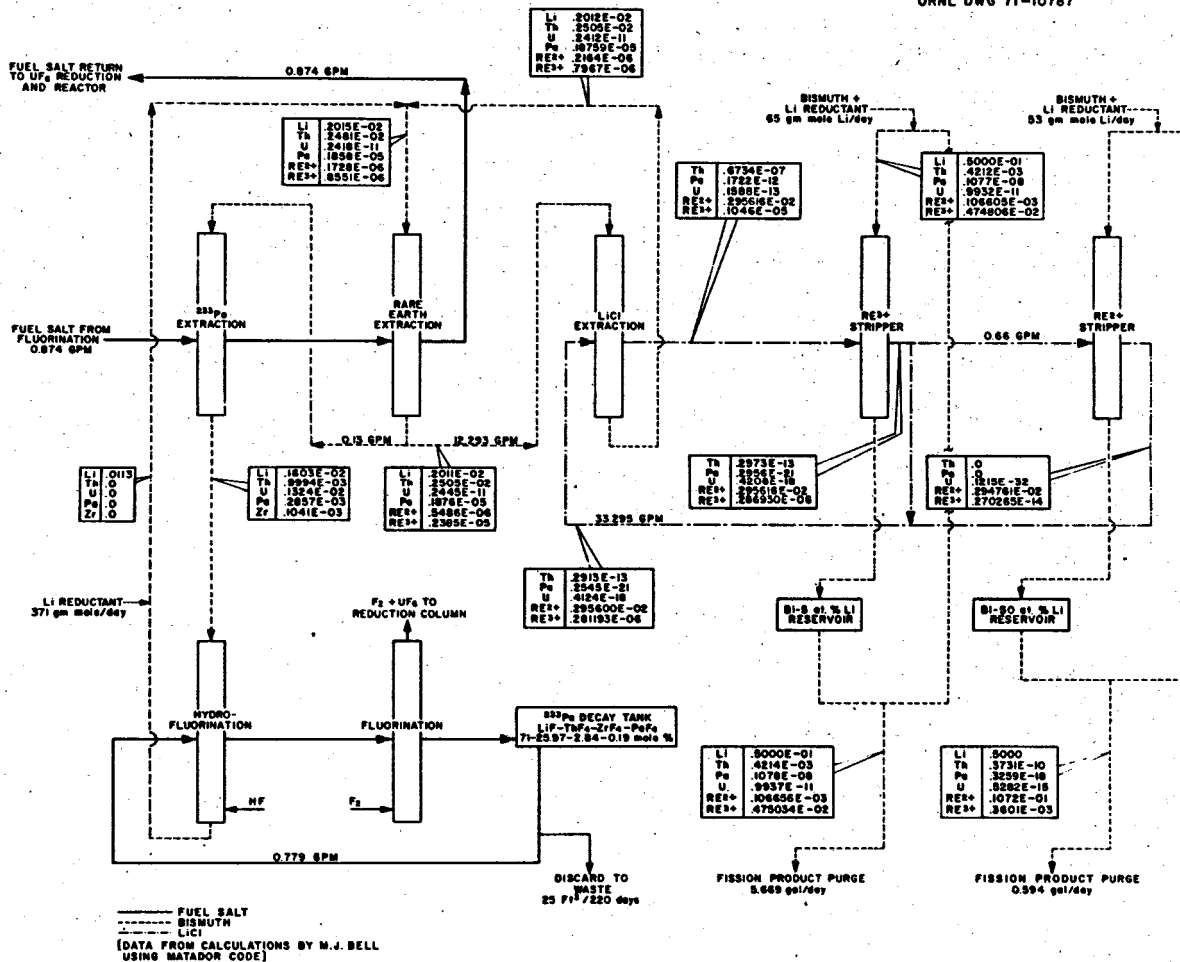 ORNL DWG 71-10787
Li .2012E-02
Th .2505E-02
U .2412E-11
Pa .18759E-05
RE²⁺ .2164E-06
RE³⁺ .7967E-06
FUEL SALT RETURN
TO UF₆ REDUCTION
AND REACTOR
0.874 GPM
Li .2015E-02
Th .2481E-02
U .2418E-11
Pa .1858E-05
RE²⁺ .1728E-06
RE³⁺ .8551E-06
BISMUTH +
Li REDUCTANT
65 gm mole Li/day
BISMUTH +
Li REDUCTANT
53 gm mole Li/day
Th .6734E-07
Pa .1722E-12
U .1588E-13
RE²⁺ .295616E-02
RE³⁺ .1046E-05
Li .5000E-01
Th .4212E-03
Pa .1077E-08
U .9932E-11
RE²⁺ .106605E-03
RE³⁺ .474806E-02
FUEL SALT FROM
FLUORINATION
0.874 GPM
²³³Pa
EXTRACTION
RARE
EARTH
EXTRACTION
LiCl
EXTRACTION
RE³⁺
STRIPPER
0.66 GPM
RE²⁺
STRIPPER
0.13 GPM
12.293 GPM
Li .0113
Th .0
U .0
Pa .0
Zr .0
Li .1603E-02
Th .9994E-03
U .1324E-02
Pa .2857E-03
Zr .1041E-03
Li .2011E-02
Th .2505E-02
U .2445E-11
Pa .1876E-05
RE²⁺ .5486E-06
RE³⁺ .2385E-05
Th .2973E-13
Pa .2956E-21
U .4206E-18
RE²⁺ .295616E-02
RE³⁺ .286930E-06
Th .0
Pa .0
U .1215E-32
RE²⁺ .294761E-02
RE³⁺ .270265E-14
33.295 GPM
Th .2913E-13
Pa .2545E-21
U .4124E-18
RE²⁺ .295600E-02
RE³⁺ .281193E-06
Li REDUCTANT
371 gm mole/day
F₂ + UF₆ TO
REDUCTION COLUMN
Bi-5 at. % Li
RESERVOIR
Bi-50 at. % Li
RESERVOIR
HYDRO-
FLUORINATION
FLUORINATION
²³³Pa DECAY TANK
LiF-ThF₄-ZrF₄-PaF₄
71-25.97-2.84-0.19 mole %
HF
F₂
Li .5000E-01
Th .4214E-03
Pa .1078E-08
U .9937E-11
RE²⁺ .106656E-03
RE³⁺ .475034E-02
Li .5000
Th .3731E-10
Pa .3259E-18
U .5282E-15
RE²⁺ .1072E-01
RE³⁺ .3601E-03
0.779 GPM
DISCARD TO
WASTE
25 Ft³/220 days
FISSION PRODUCT PURGE
5.669 gal/day
FISSION PRODUCT PURGE
0.594 gal/day
FUEL SALT
BISMUTH
LiCl
[DATA FROM CALCULATIONS BY M.J. BELL
USING MATADOR CODE]